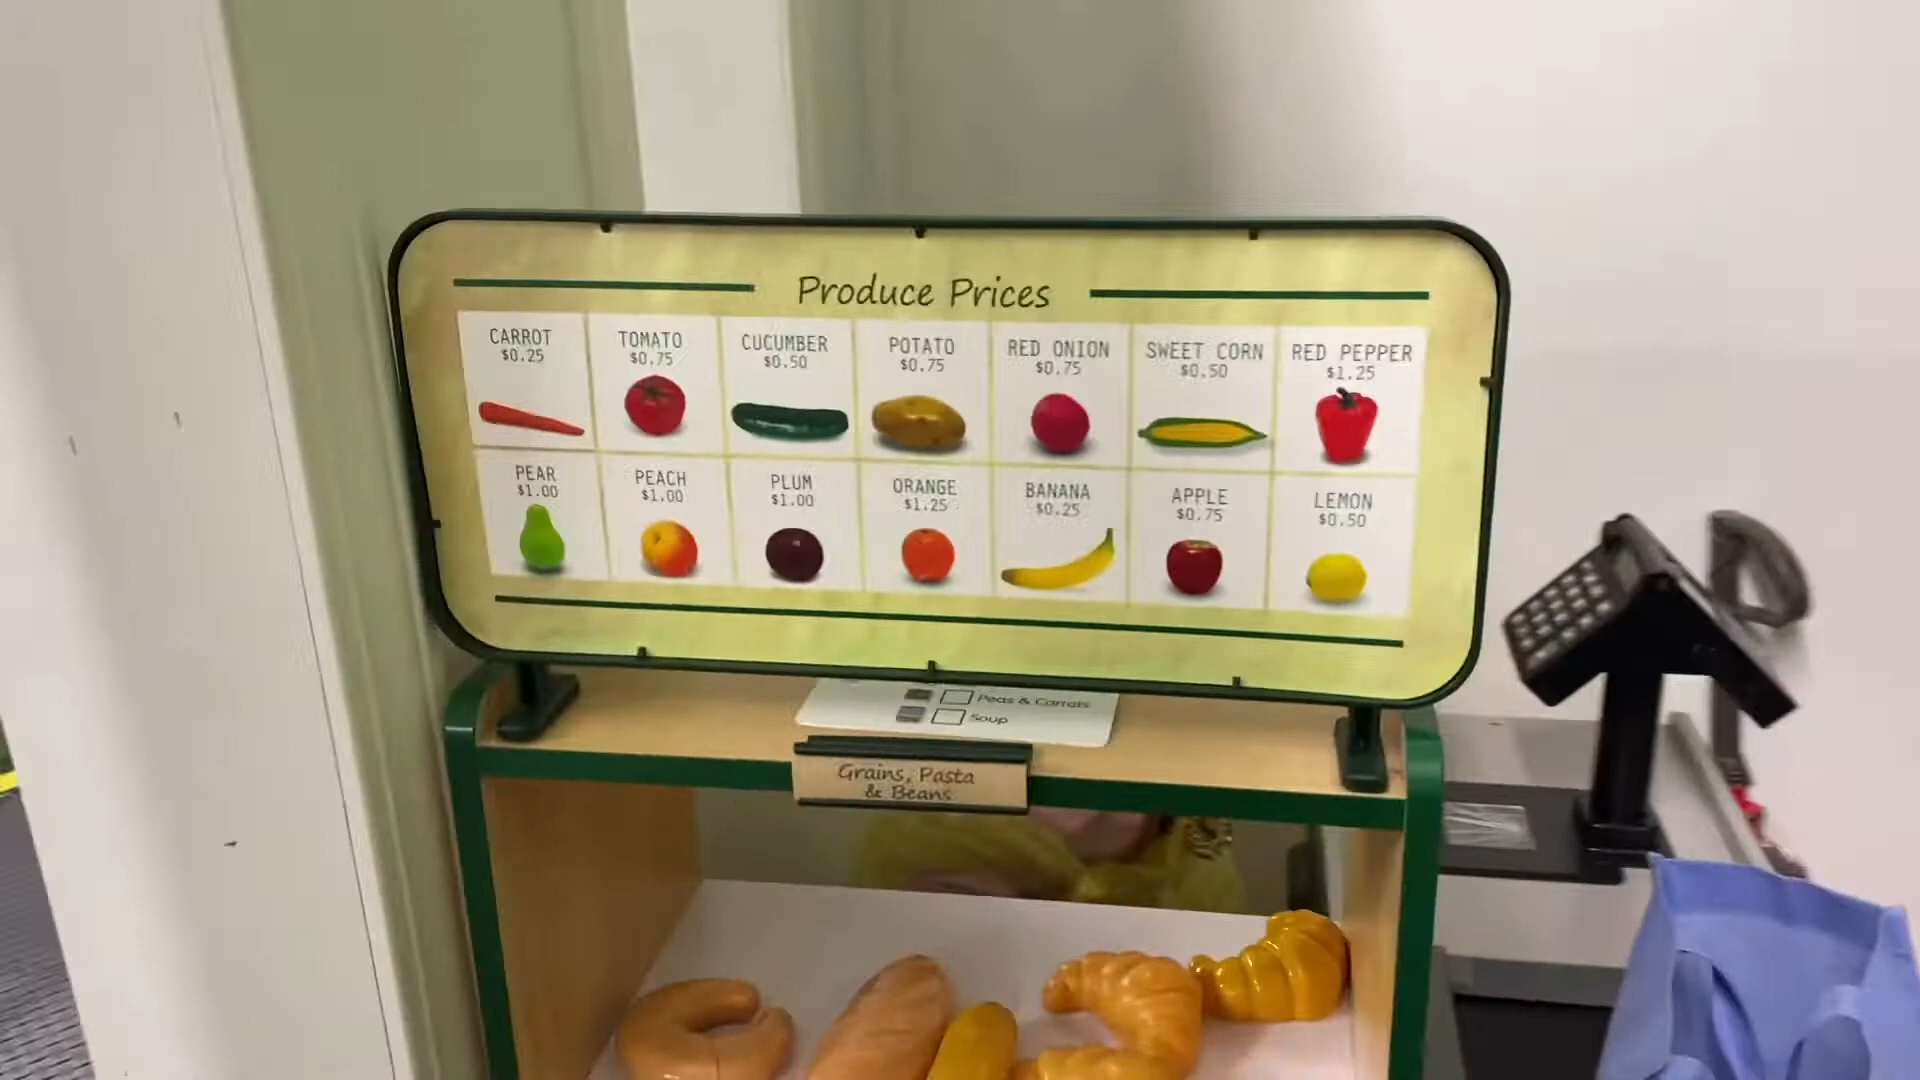 Produce Prices
CARROT
$0.25
TOMATO
$0.75
CUCUMBER
$0.50
POTATO
$0.75
RED ONION
$0.75
SWEET CORN
$0.50
RED PEPPER
$1.25
PEAR
$1.00
PEACH
$1.00
PLUM
$1.00
ORANGE
$1.25
BANANA
$0.25
APPLE
$0.75
LEMON
$0.50
Peas & Carrots
Soup
Grains, Pasta
& Beans